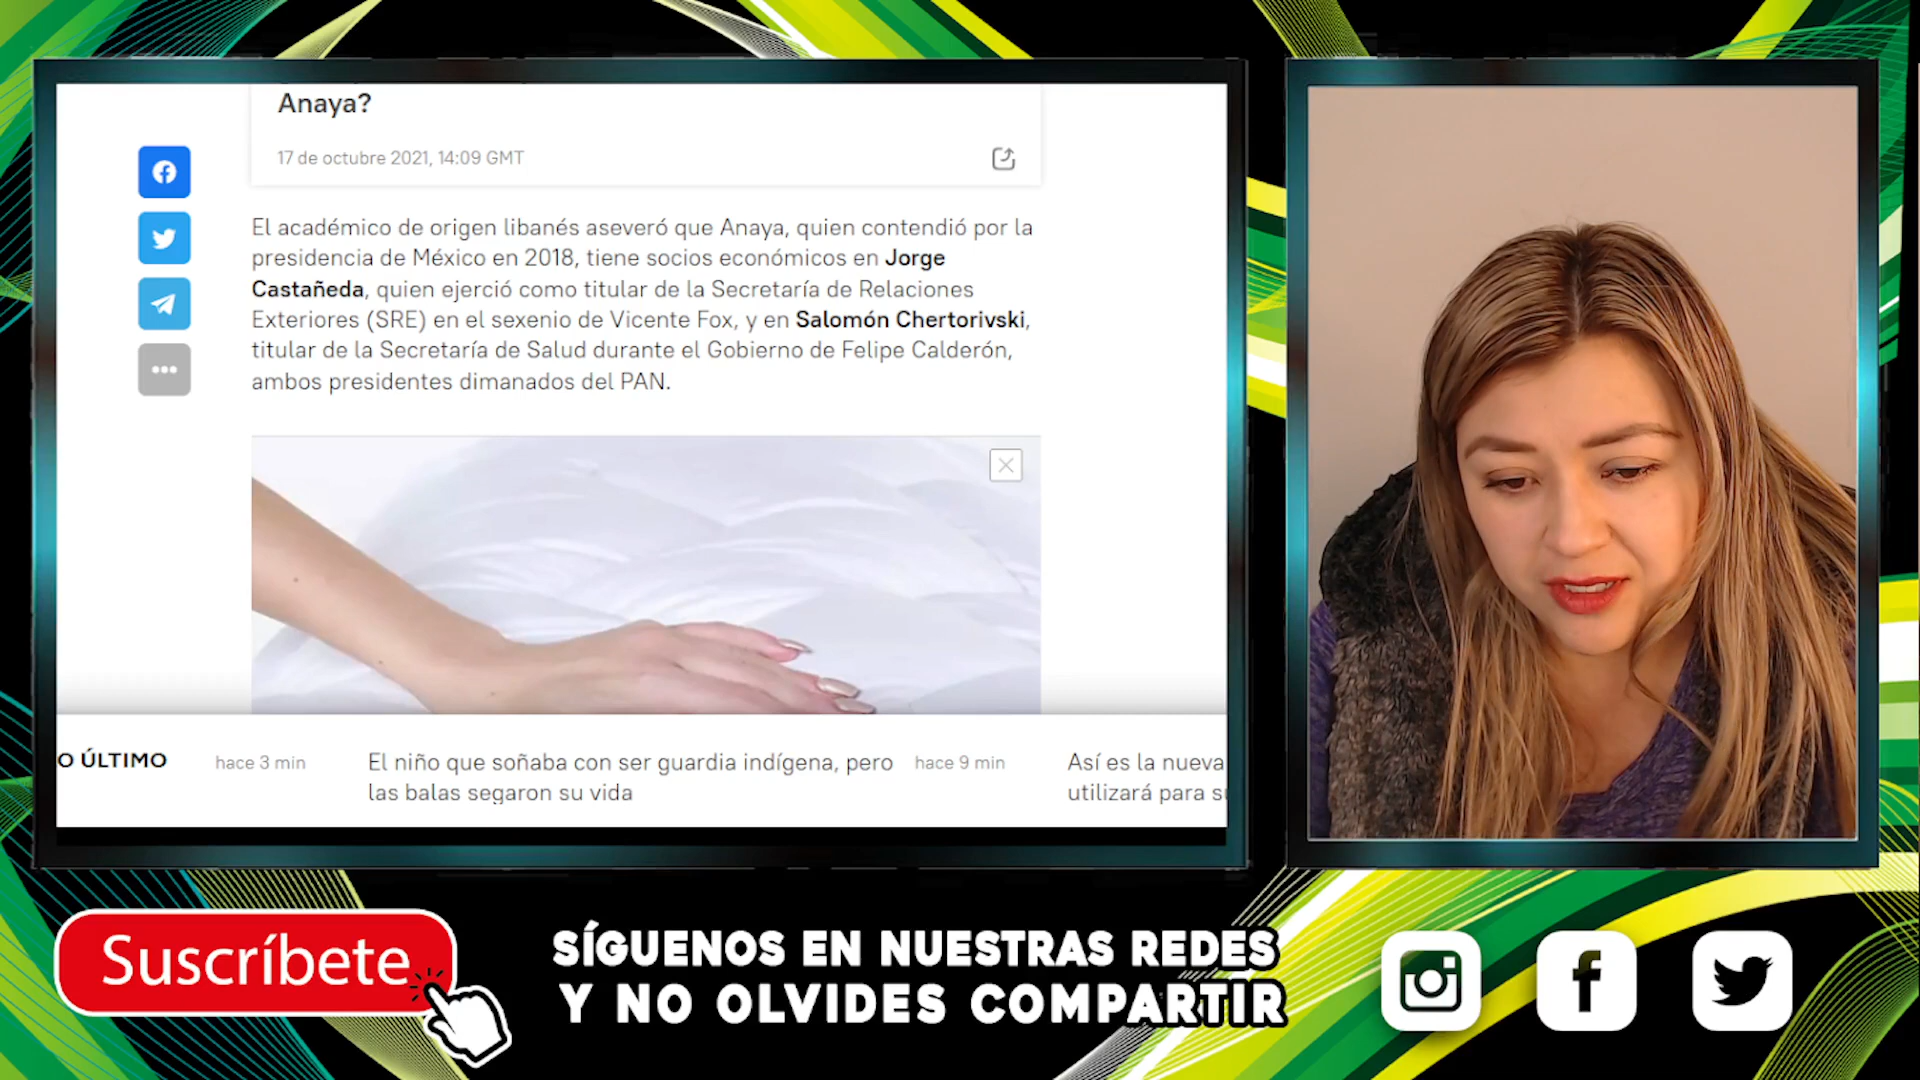 Anaya?
17 de octubre 2021, 14:09 GMT
El académico de origen libanés aseveró que Anaya, quien contendió por la
presidencia de México en 2018, tiene socios económicos en Jorge
Castañeda, quien ejerció como titular de la Secretaría de Relaciones
Exteriores (SRE) en el sexenio de Vicente Fox, y en Salomón Chertorivski,
titular de la Secretaría de Salud durante el Gobierno de Felipe Calderón,
ambos presidentes dimanados del PAN.
O ÚLTIMO
hace 3 min
El niño que soñaba con ser guardia indígena, pero
las balas segaron su vida
hace 9 min
Así es la nueva
utilizará para
Suscríbete
SÍGUENOS EN NUESTRAS REDES
Y NO OLVIDES COMPARTIR